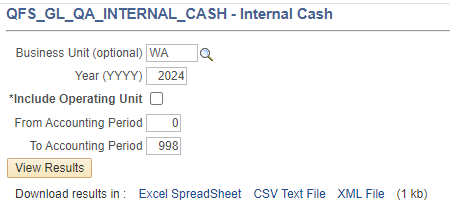 QFS_GL_QA_INTERNAL_CASH - Internal Cash
Business Unit (optional) WA
Year (YYYY) 2024
*Include Operating Unit
From Accounting Period 0
To Accounting Period 998
View Results
Download results in : Excel SpreadSheet CSV Text File XML File (1 kb)